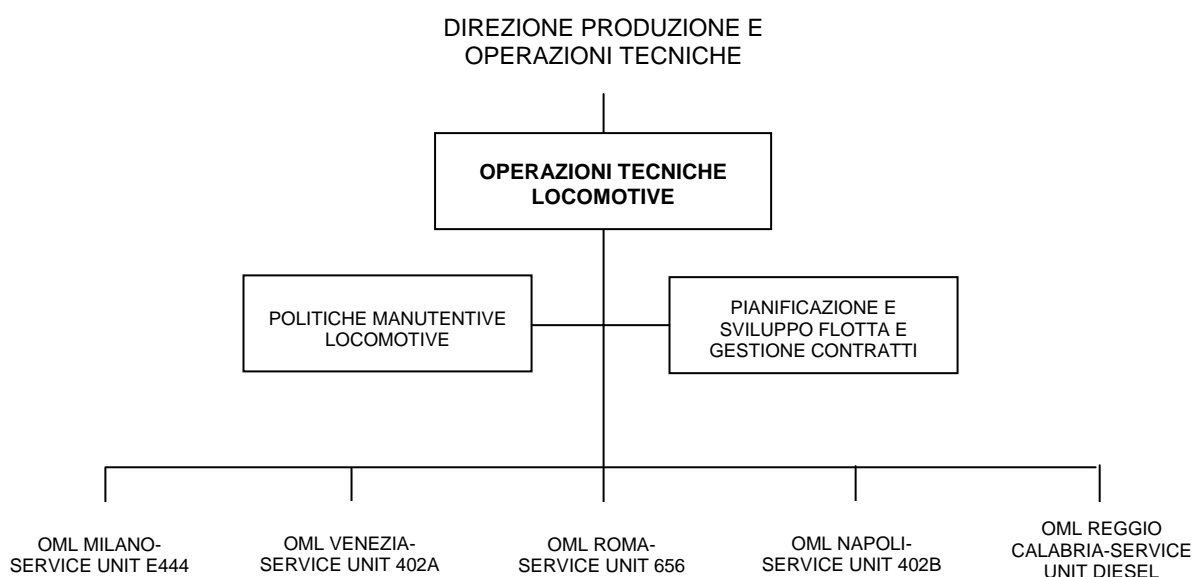 DIREZIONE PRODUZIONE E
OPERAZIONI TECNICHE
OPERAZIONI TECNICHE
LOCOMOTIVE
POLITICHE MANUTENTIVE
LOCOMOTIVE
PIANIFICAZIONE E
SVILUPPO FLOTTA E
GESTIONE CONTRATTI
OML MILANO-
SERVICE UNIT E444
OML VENEZIA-
SERVICE UNIT 402A
OML ROMA-
SERVICE UNIT 656
OML NAPOLI-
SERVICE UNIT 402B
OML REGGIO
CALABRIA-SERVICE
UNIT DIESEL